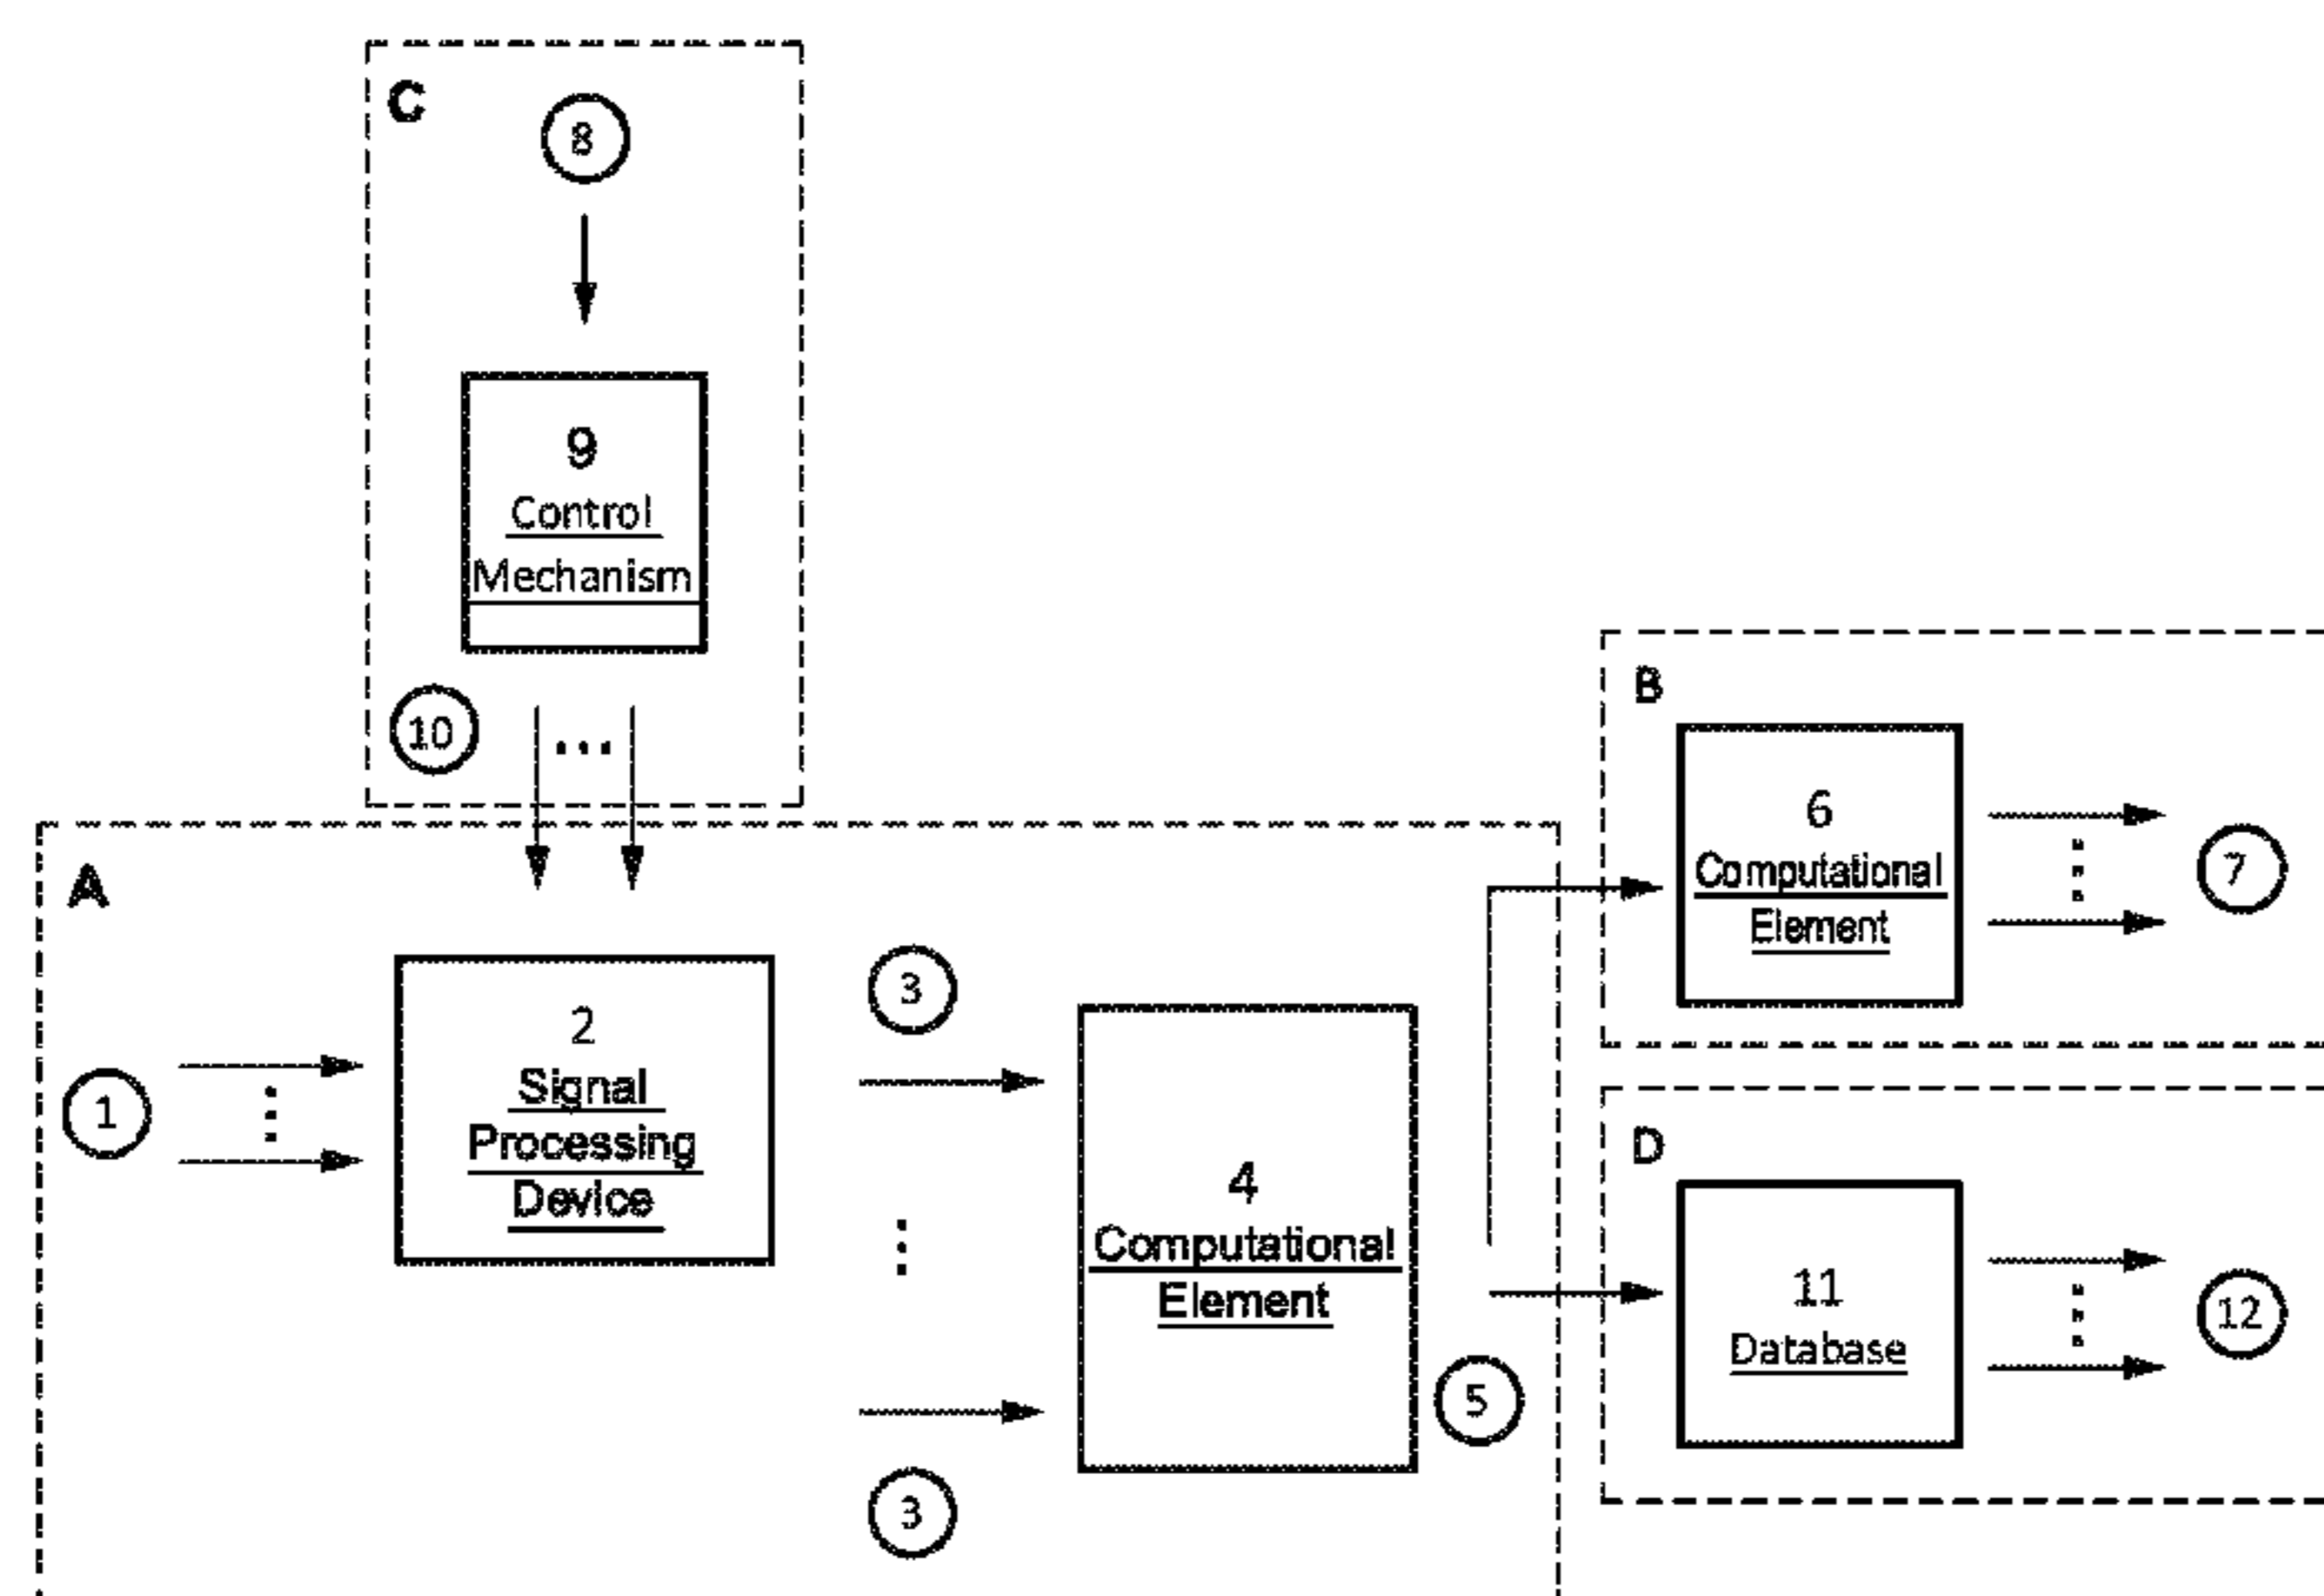 C
8
9
Control
Mechanism
10
A
1
2
Signal
Processing
Device
3
3
4
Computational
Element
5
B
6
Computational
Element
7
D
11
Database
12